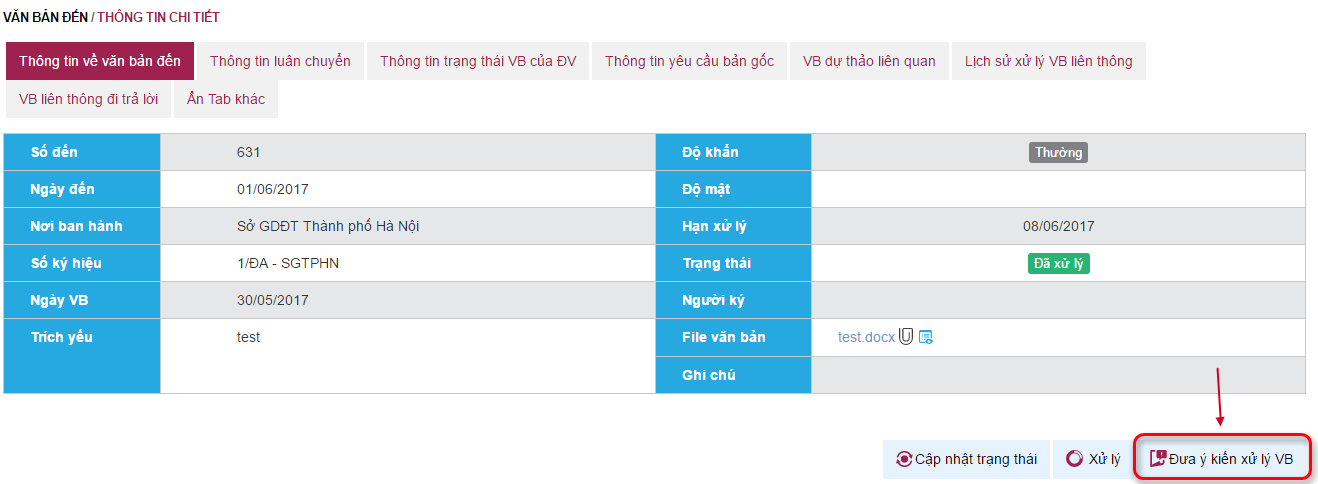 VĂN BẢN ĐẾN / THÔNG TIN CHI TIẾT
Thông tin về văn bản đến Thông tin luân chuyển Thông tin trạng thái VB của ĐV Thông tin yêu cầu bản gốc VB dự thảo liên quan Lịch sử xử lý VB liên thông
VB liên thông đi trả lời Ẩn Tab khác
Số đến 631 Độ khẩn Thường
Ngày đến 01/06/2017 Độ mật
Nơi ban hành Sở GDĐT Thành phố Hà Nội Hạn xử lý 08/06/2017
Số ký hiệu 1/ĐA - SGTPHN Trạng thái Đã xử lý
Ngày VB 30/05/2017 Người ký
Trích yếu test File văn bản test.docx
Ghi chú
Cập nhật trạng thái Xử lý Đưa ý kiến xử lý VB